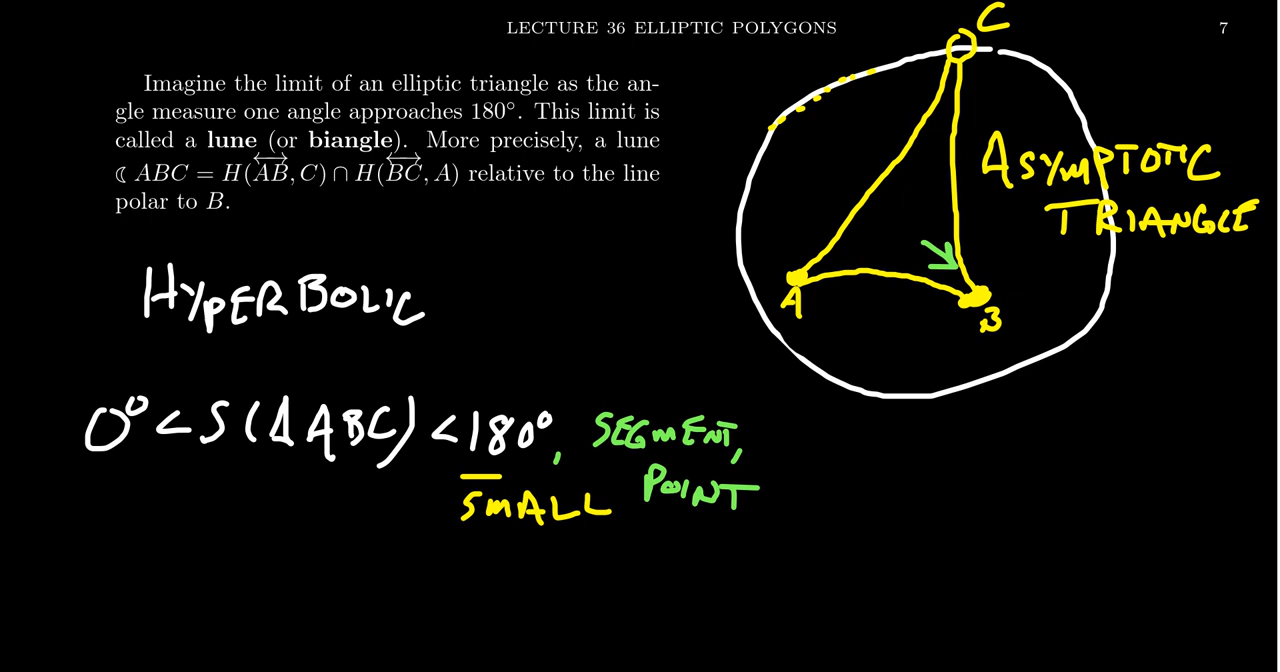 LECTURE 36 ELLIPTIC POLYGONS
7
Imagine the limit of an elliptic triangle as the an-
gle measure one angle approaches 180°. This limit is
called a lune (or biangle). More precisely, a lune
☾ ABC = H(\overleftrightarrow{AB}, C) ∩ H(\overleftrightarrow{BC}, A) relative to the line
polar to B.
C
ASYMPTOTIC
TRIANGLE
A
B
HYPERBOLIC
0° < S(△ABC) < 180°, SEGMENT,
POINT
SMALL